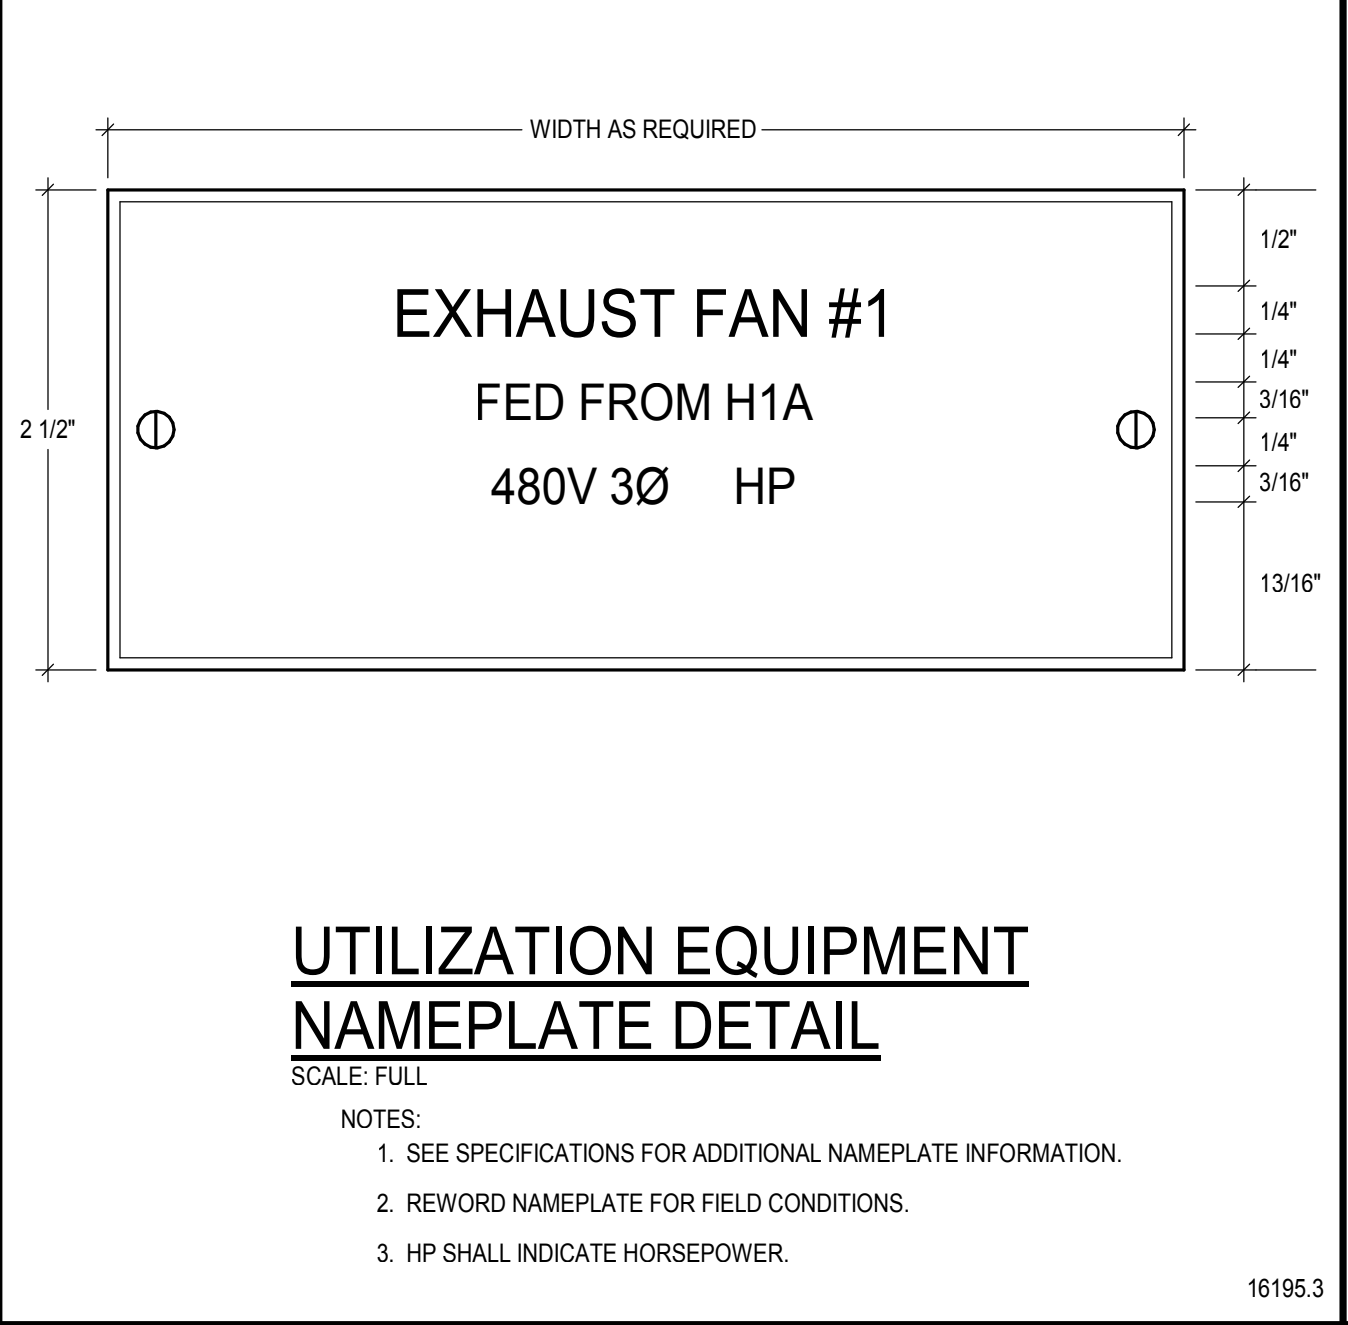 WIDTH AS REQUIRED
1/2"
EXHAUST FAN #1
1/4"
1/4"
FED FROM H1A
3/16"
2 1/2"
1/4"
480V 3Ø HP
3/16"
13/16"
UTILIZATION EQUIPMENT
NAMEPLATE DETAIL
SCALE: FULL
NOTES:
1. SEE SPECIFICATIONS FOR ADDITIONAL NAMEPLATE INFORMATION.
2. REWORD NAMEPLATE FOR FIELD CONDITIONS.
3. HP SHALL INDICATE HORSEPOWER.
16195.3